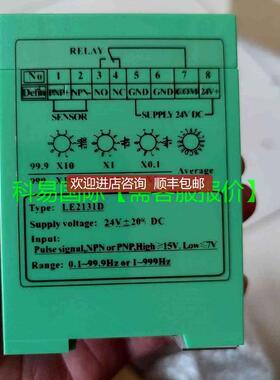 RELAY
No 1 2 3 4 5 6 7 8
Defin PNP+ NPN- NO NC GND GND COM 24V+
SENSOR SUPPLY 24V DC
99.9 X10 X1 X0.1 Average
欢迎进店咨询 顺丰包邮
科易国际【需客服报价】
Type: LE2131D
Supply voltage: 24V±20% DC
Input:
Pulse signal,NPN or PNP,High≥15V, Low≤7V
Range: 0.1~99.9Hz or 1~999Hz